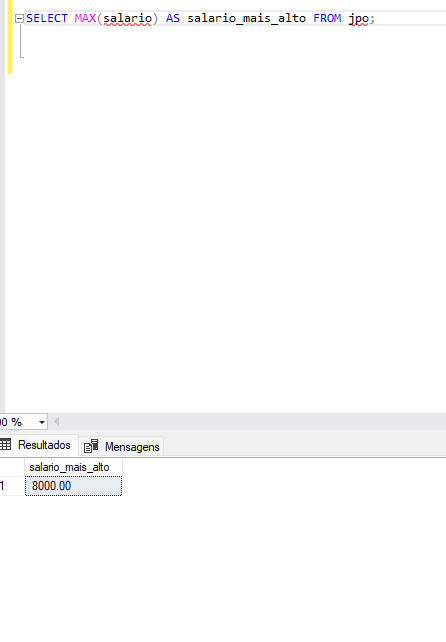 SELECT MAX(salario) AS salario_mais_alto FROM jpo;
00 %
Resultados Mensagens
salario_mais_alto
1 8000.00